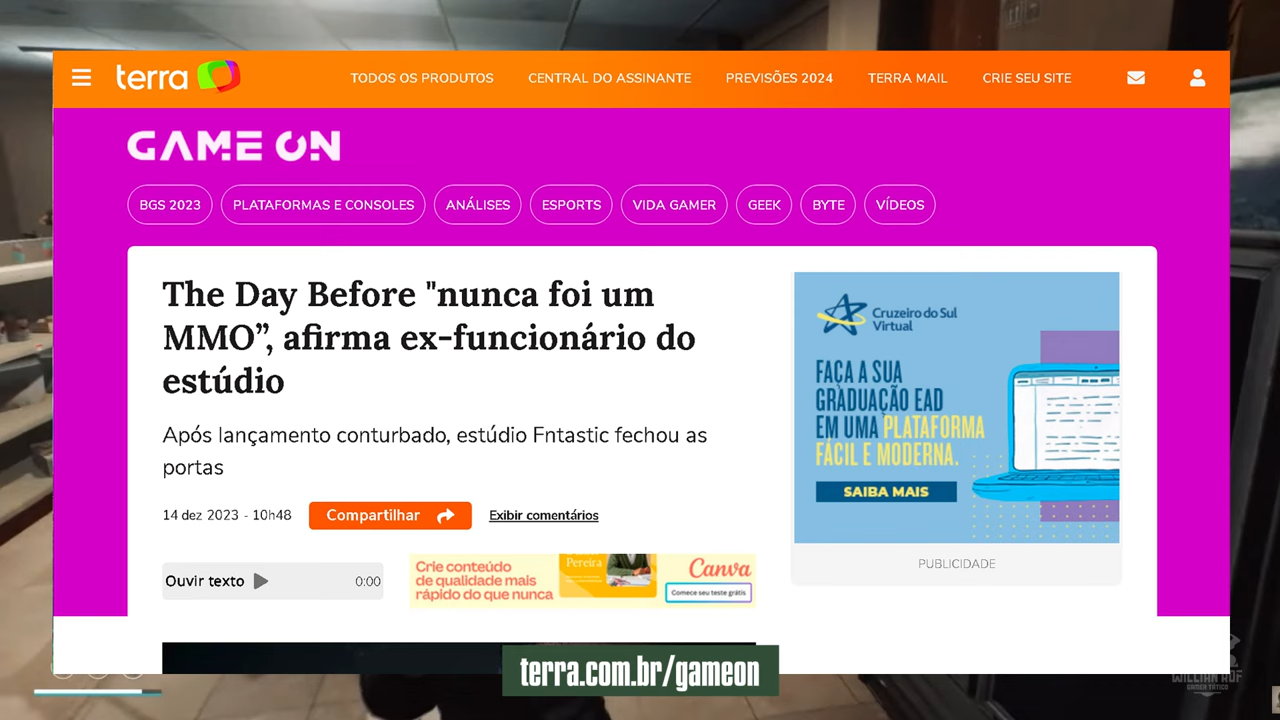 terra
TODOS OS PRODUTOS
CENTRAL DO ASSINANTE
PREVISÕES 2024
TERRA MAIL
CRIE SEU SITE
GAME ON
BGS 2023
PLATAFORMAS E CONSOLES
ANÁLISES
ESPORTS
VIDA GAMER
GEEK
BYTE
VÍDEOS
The Day Before "nunca foi um
MMO”, afirma ex-funcionário do
estúdio
Após lançamento conturbado, estúdio Fntastic fechou as
portas
14 dez 2023 - 10h48
Compartilhar
Exibir comentários
Ouvir texto
0:00
Crie conteúdo
de qualidade mais
rápido do que nunca
Pereira
Canva
Comece seu teste grátis
Cruzeiro do Sul
Virtual
FAÇA A SUA
GRADUAÇÃO EAD
EM UMA PLATAFORMA
FÁCIL E MODERNA.
SAIBA MAIS
PUBLICIDADE
terra.com.br/gameon
GAMER TÁTICO